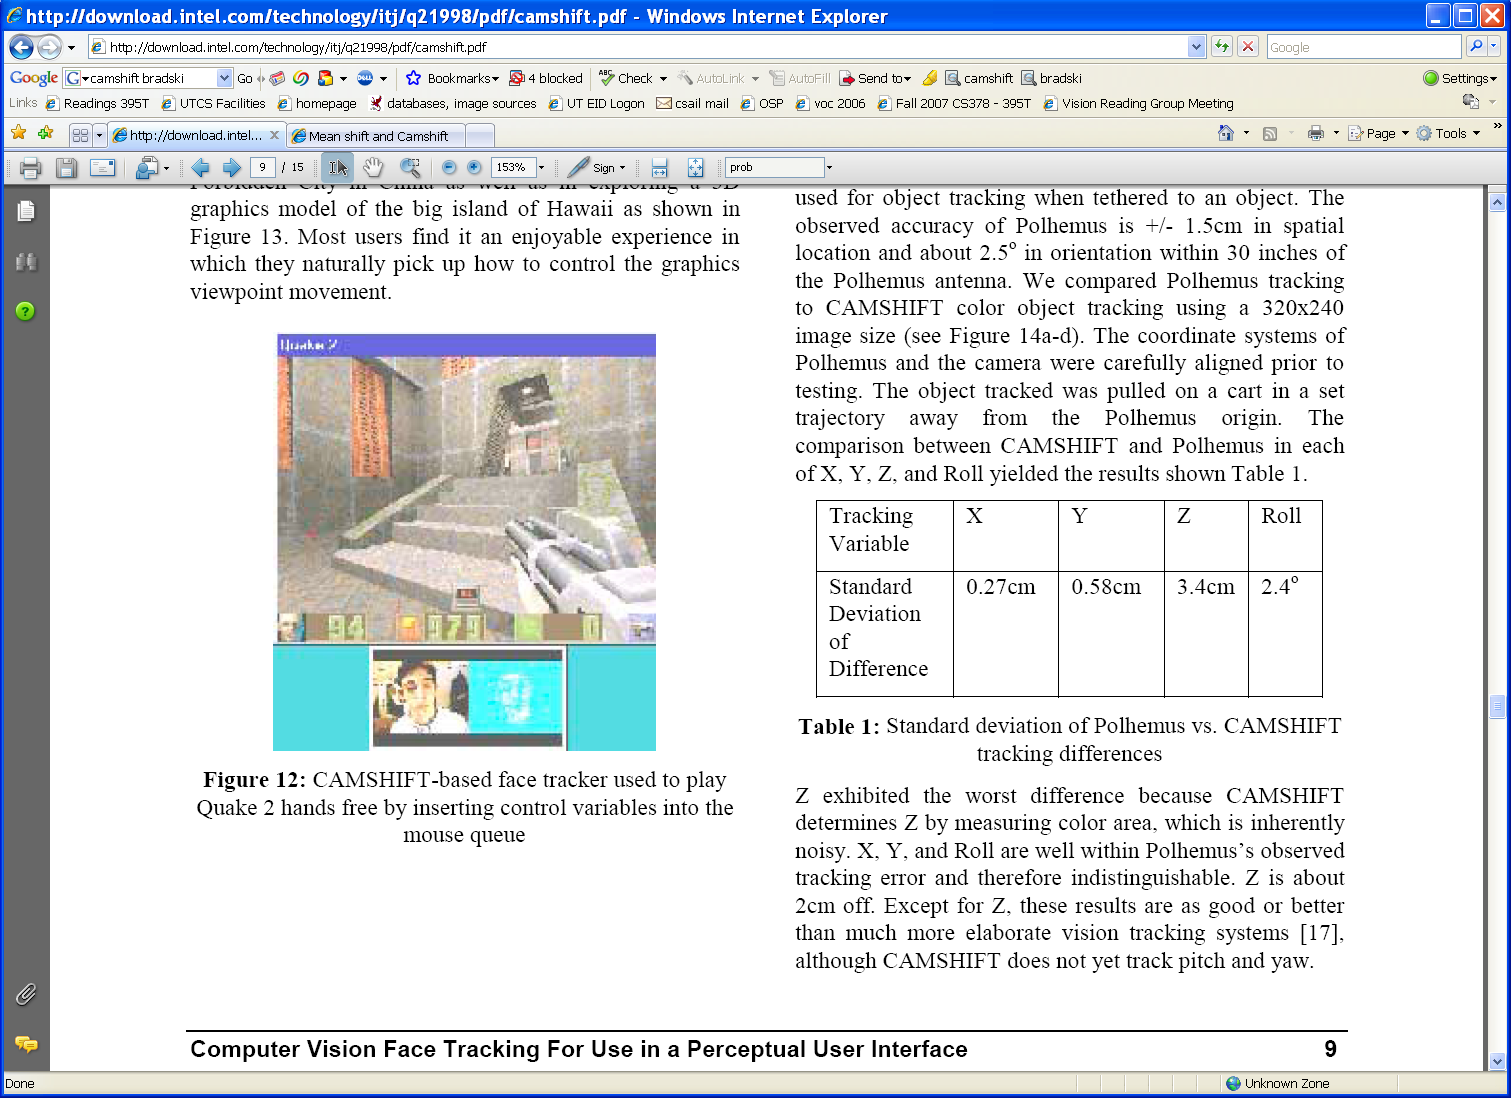 http://download.intel.com/technology/itj/q21998/pdf/camshift.pdf - Windows Internet Explorer
http://download.intel.com/technology/itj/q21998/pdf/camshift.pdf
Google
Google G camshift bradski Go Bookmarks 4 blocked Check AutoLink AutoFill Send to camshift bradski Settings
Links Readings 395T UTCS Facilities homepage databases, image sources UT EID Logon csail mail OSP voc 2006 Fall 2007 CS378 - 395T Vision Reading Group Meeting
http://download.intel... Mean shift and Camshift Page Tools
9 / 15 153% Sign prob
Forbidden City in China as well as in exploring a 3D
graphics model of the big island of Hawaii as shown in
Figure 13. Most users find it an enjoyable experience in
which they naturally pick up how to control the graphics
viewpoint movement.
Quake 2
94 979 0
Figure 12: CAMSHIFT-based face tracker used to play
Quake 2 hands free by inserting control variables into the
mouse queue
used for object tracking when tethered to an object. The
observed accuracy of Polhemus is +/- 1.5cm in spatial
location and about 2.5° in orientation within 30 inches of
the Polhemus antenna. We compared Polhemus tracking
to CAMSHIFT color object tracking using a 320x240
image size (see Figure 14a-d). The coordinate systems of
Polhemus and the camera were carefully aligned prior to
testing. The object tracked was pulled on a cart in a set
trajectory away from the Polhemus origin. The
comparison between CAMSHIFT and Polhemus in each
of X, Y, Z, and Roll yielded the results shown Table 1.
Tracking Variable X Y Z Roll
Standard Deviation of Difference 0.27cm 0.58cm 3.4cm 2.4°
Table 1: Standard deviation of Polhemus vs. CAMSHIFT
tracking differences
Z exhibited the worst difference because CAMSHIFT
determines Z by measuring color area, which is inherently
noisy. X, Y, and Roll are well within Polhemus's observed
tracking error and therefore indistinguishable. Z is about
2cm off. Except for Z, these results are as good or better
than much more elaborate vision tracking systems [17],
although CAMSHIFT does not yet track pitch and yaw.
Computer Vision Face Tracking For Use in a Perceptual User Interface 9
Done Unknown Zone